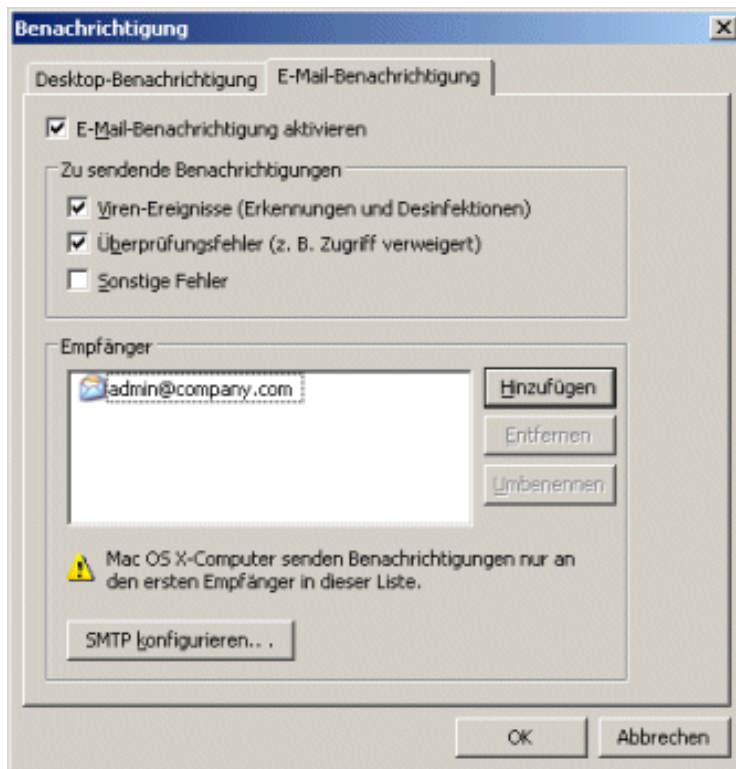 Benachrichtigung
Desktop-Benachrichtigung
E-Mail-Benachrichtigung
E-Mail-Benachrichtigung aktivieren
Zu sendende Benachrichtigungen
Viren-Ereignisse (Erkennungen und Desinfektionen)
Überprüfungsfehler (z. B. Zugriff verweigert)
Sonstige Fehler
Empfänger
admin@company.com
Hinzufügen
Entfernen
Umbenennen
Mac OS X-Computer senden Benachrichtigungen nur an
den ersten Empfänger in dieser Liste.
SMTP konfigurieren.. .
OK
Abbrechen